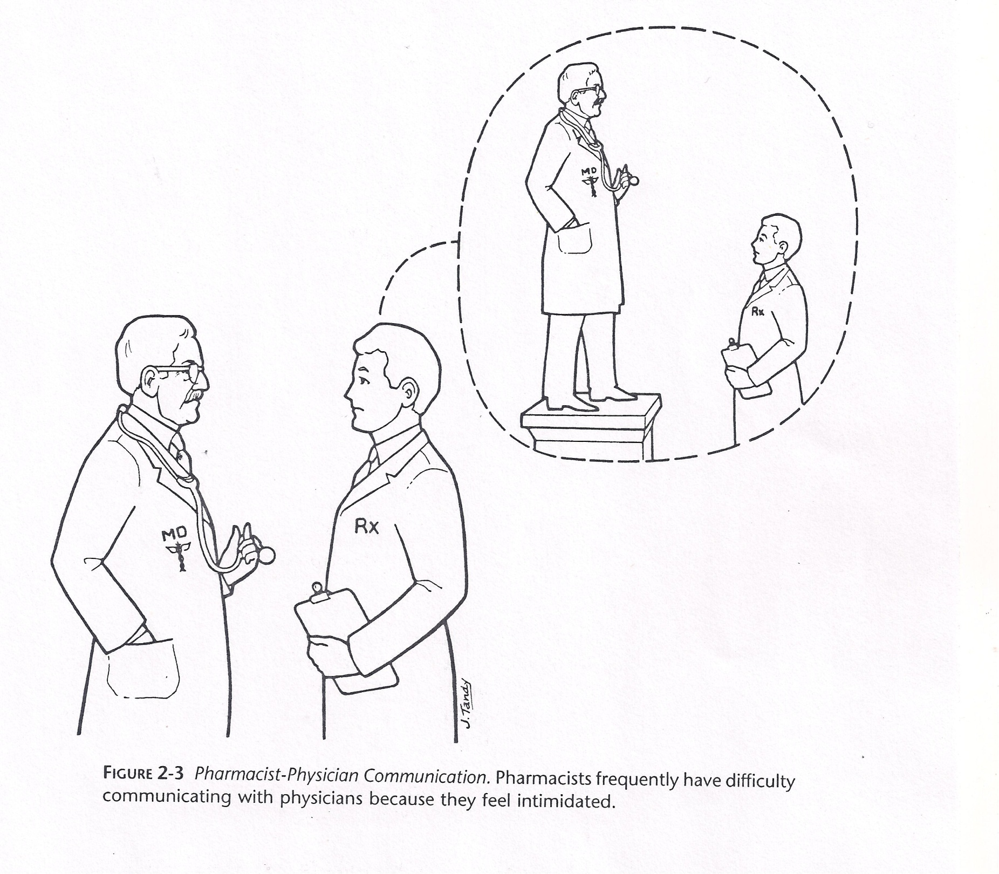 MD
Rx
MD
Rx
J. Tandy
FIGURE 2-3 Pharmacist-Physician Communication. Pharmacists frequently have difficulty
communicating with physicians because they feel intimidated.